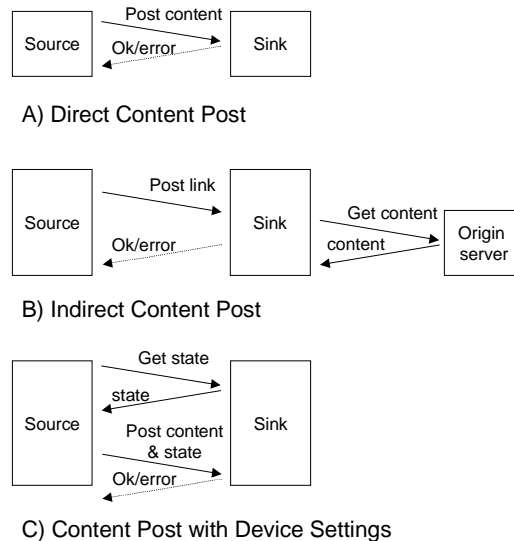 Post content
Source
Sink
Ok/error
A) Direct Content Post
Post link
Source
Sink
Get content
Ok/error
content
Origin
server
B) Indirect Content Post
Get state
state
Source
Sink
Post content
& state
Ok/error
C) Content Post with Device Settings